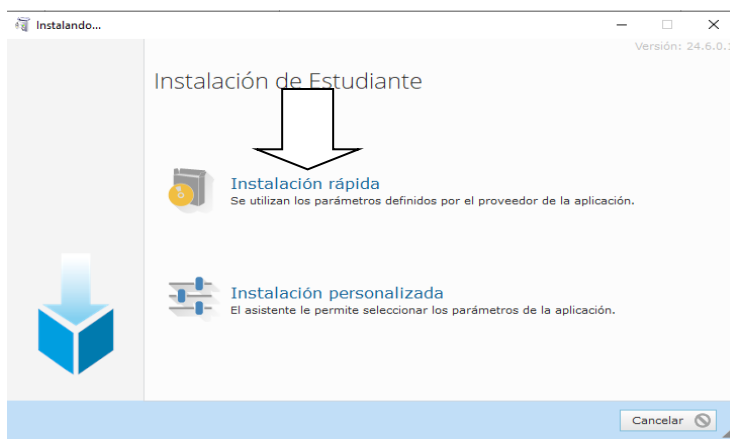 Instalando...
Versión: 24.6.0.1
Instalación de Estudiante
Instalación rápida
Se utilizan los parámetros definidos por el proveedor de la aplicación.
Instalación personalizada
El asistente le permite seleccionar los parámetros de la aplicación.
Cancelar